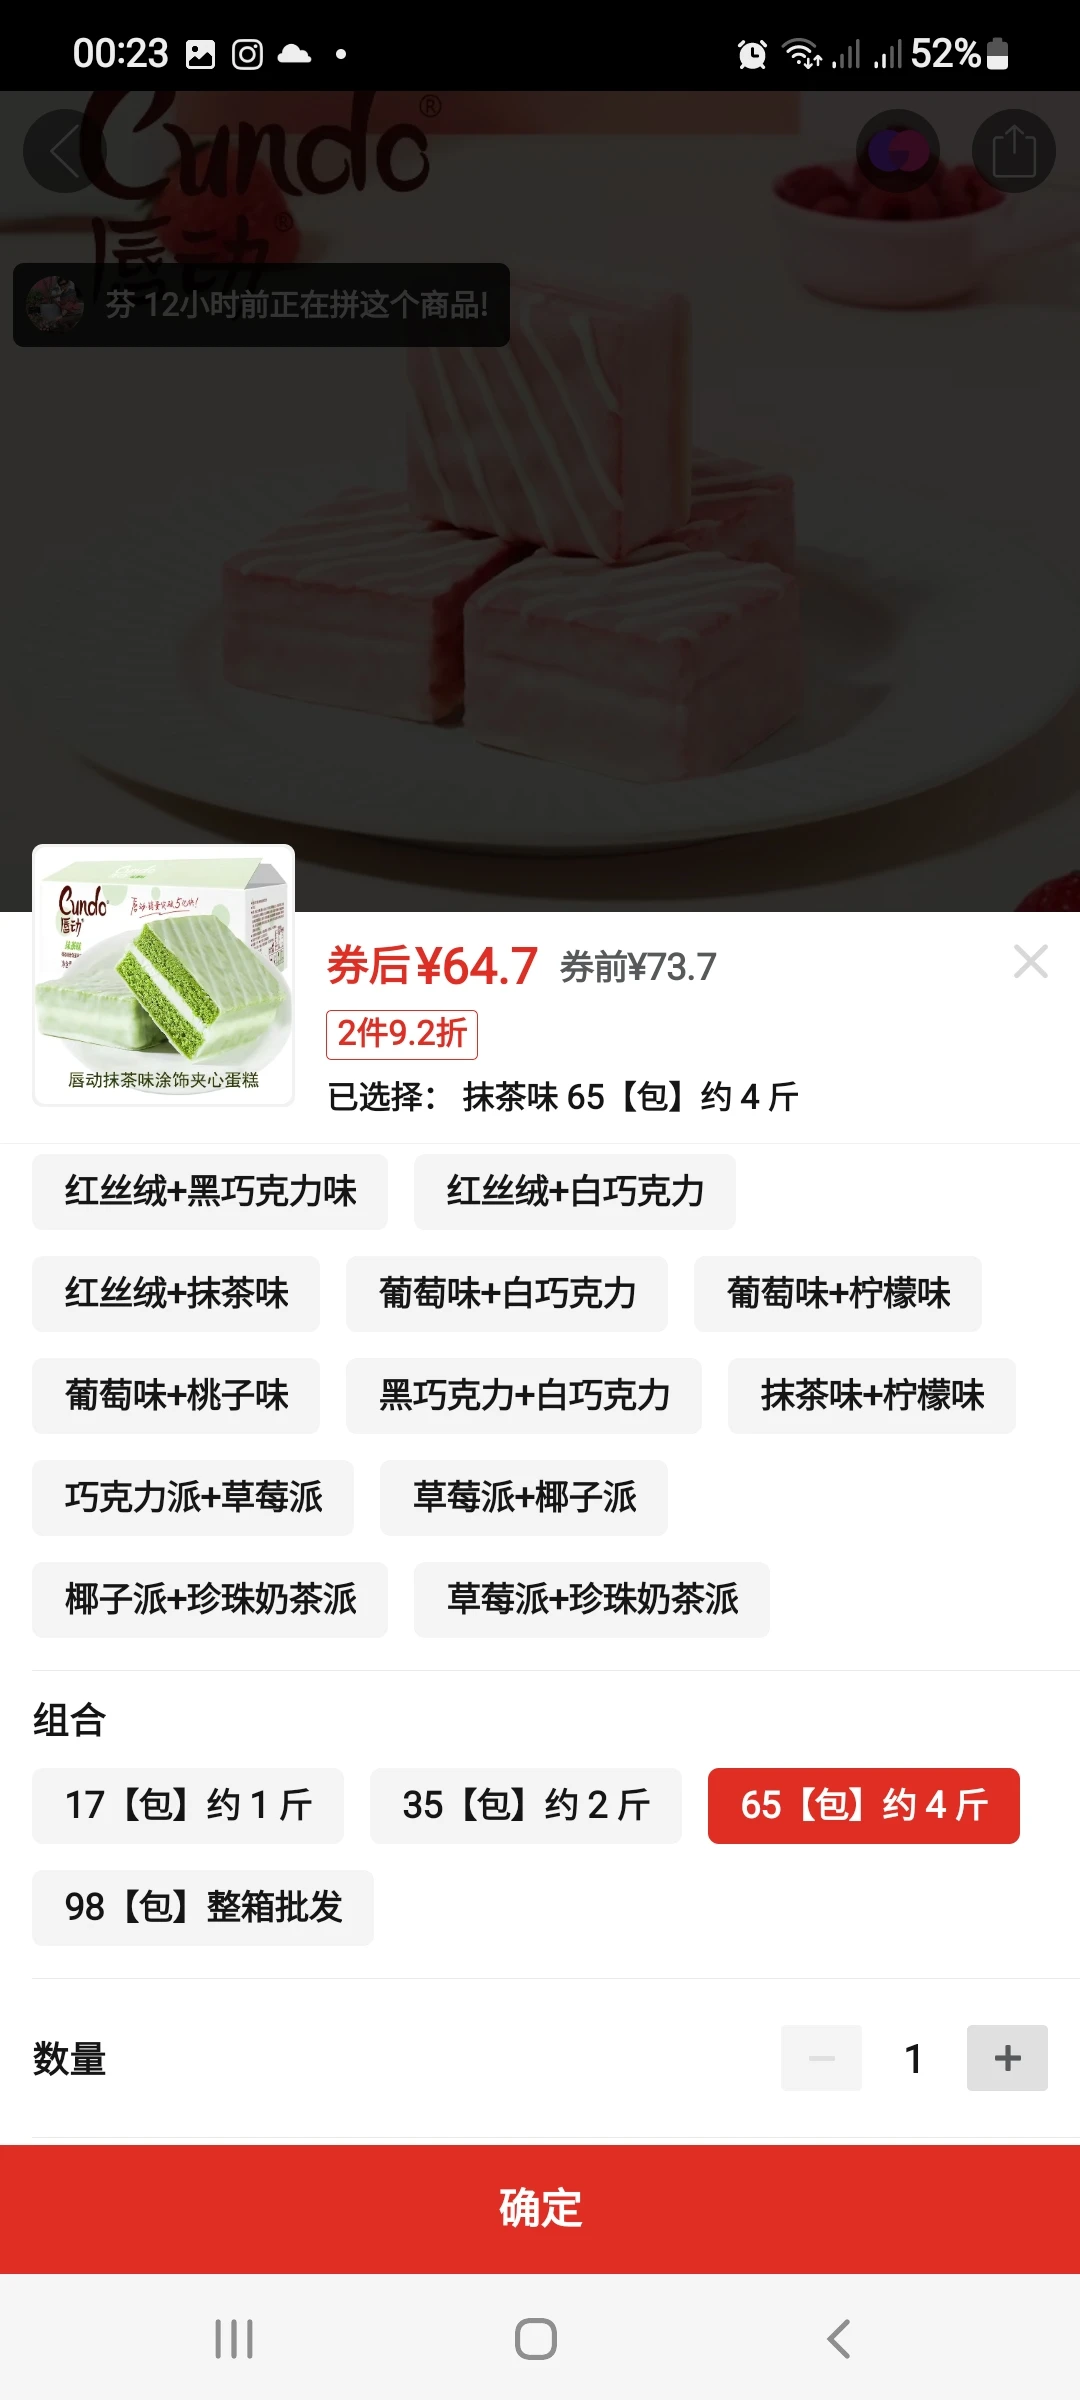 00:23
52%
Cundo®
唇动®
芬 12小时前正在拼这个商品!
Cundo
唇动
唇动抹茶味涂饰夹心蛋糕
券后¥64.7 券前¥73.7
2件9.2折
已选择： 抹茶味 65【包】约 4 斤
红丝绒+黑巧克力味 红丝绒+白巧克力
红丝绒+抹茶味 葡萄味+白巧克力 葡萄味+柠檬味
葡萄味+桃子味 黑巧克力+白巧克力 抹茶味+柠檬味
巧克力派+草莓派 草莓派+椰子派
椰子派+珍珠奶茶派 草莓派+珍珠奶茶派
组合
17【包】约 1 斤 35【包】约 2 斤 65【包】约 4 斤
98【包】整箱批发
数量 − 1 +
确定